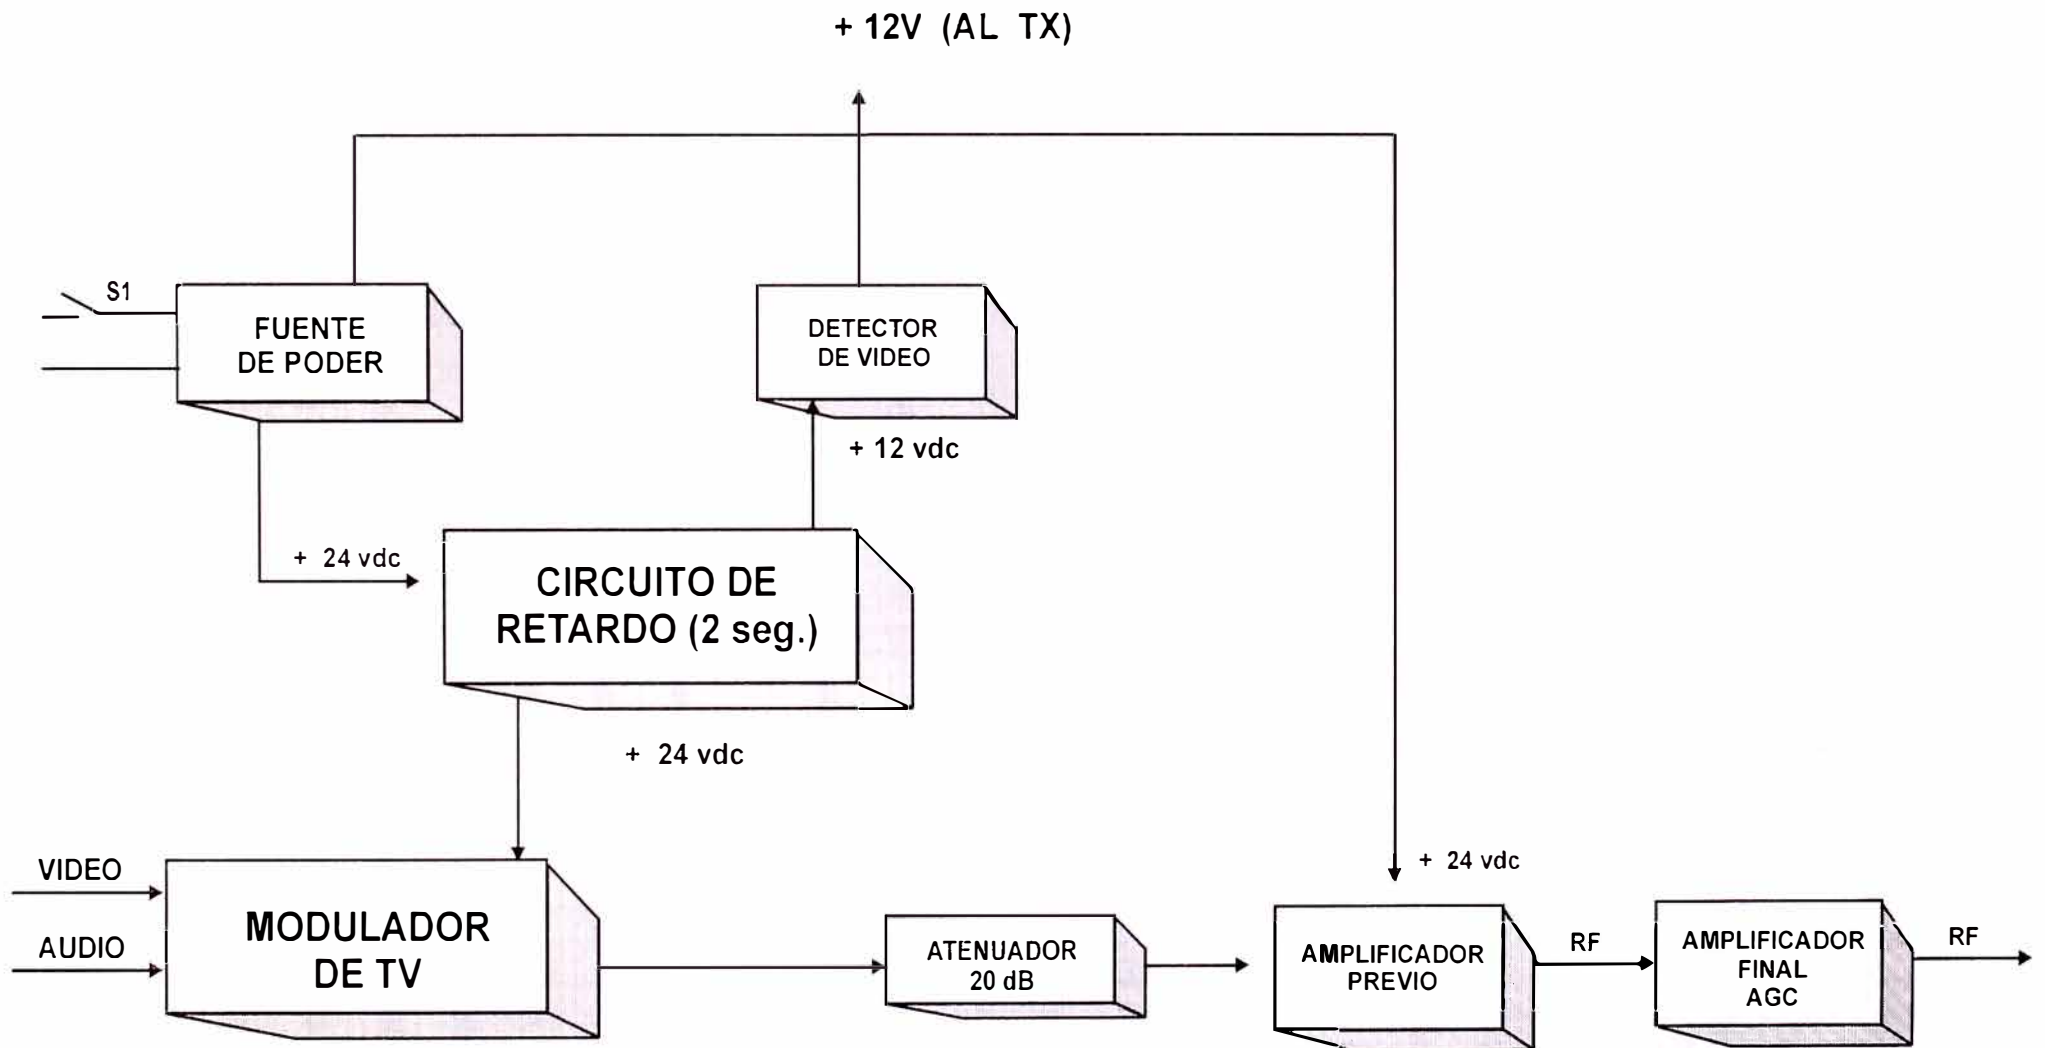 + 12V (AL TX)
S1
FUENTE
DE PODER
DETECTOR
DE VIDEO
+ 12 vdc
+ 24 vdc
CIRCUITO DE
RETARDO (2 seg.)
+ 24 vdc
+ 24 vdc
VIDEO
AUDIO
MODULADOR
DE TV
ATENUADOR
20 dB
AMPLIFICADOR
PREVIO
RF
AMPLIFICADOR
FINAL
AGC
RF